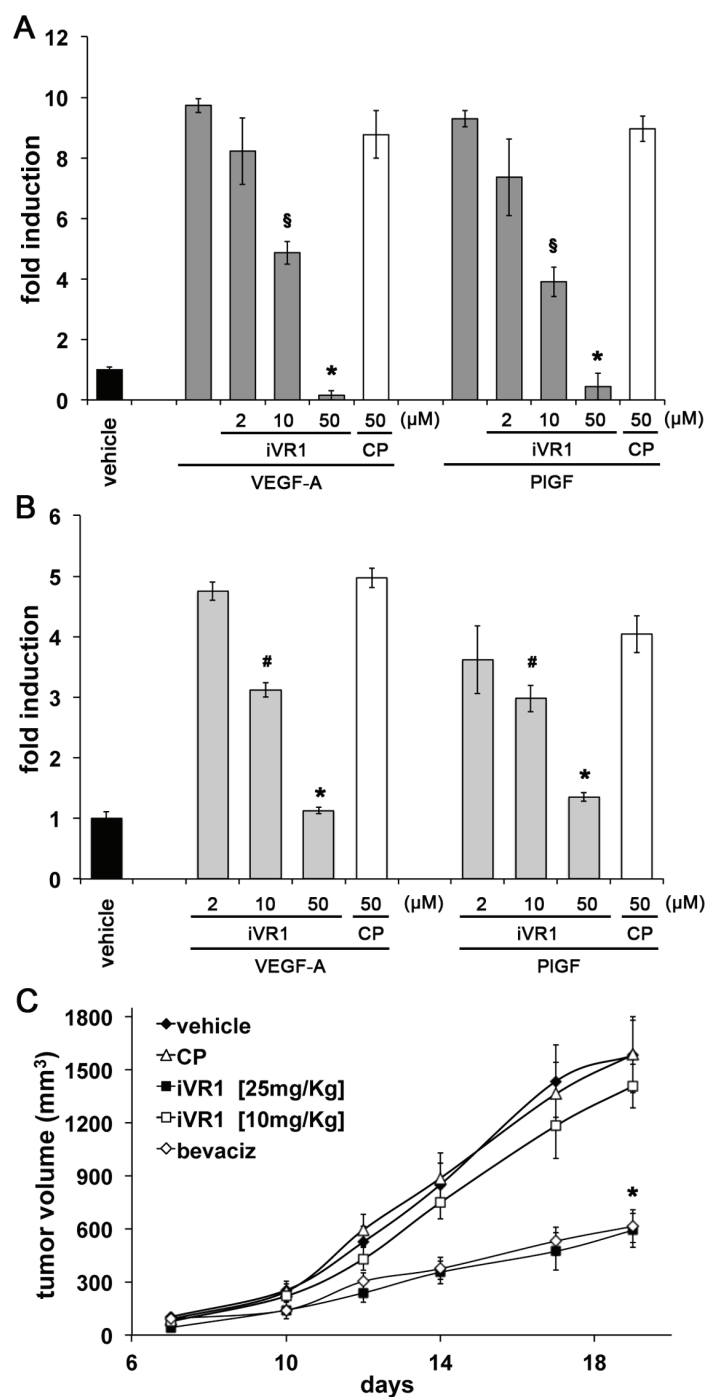 A
12
10
8
6
4
2
0
fold induction
§
*
§
*
2 10 50 50 (µM) 2 10 50 50 (µM)
vehicle
iVR1 CP iVR1 CP
VEGF-A PlGF
B
6
5
4
3
2
1
0
fold induction
#
*
#
*
2 10 50 50 (µM) 2 10 50 50 (µM)
vehicle
iVR1 CP iVR1 CP
VEGF-A PlGF
C
1800
1500
1200
900
600
300
0
tumor volume (mm³)
vehicle
CP
iVR1 [25mg/Kg]
iVR1 [10mg/Kg]
bevaciz
*
6 10 14 18
days